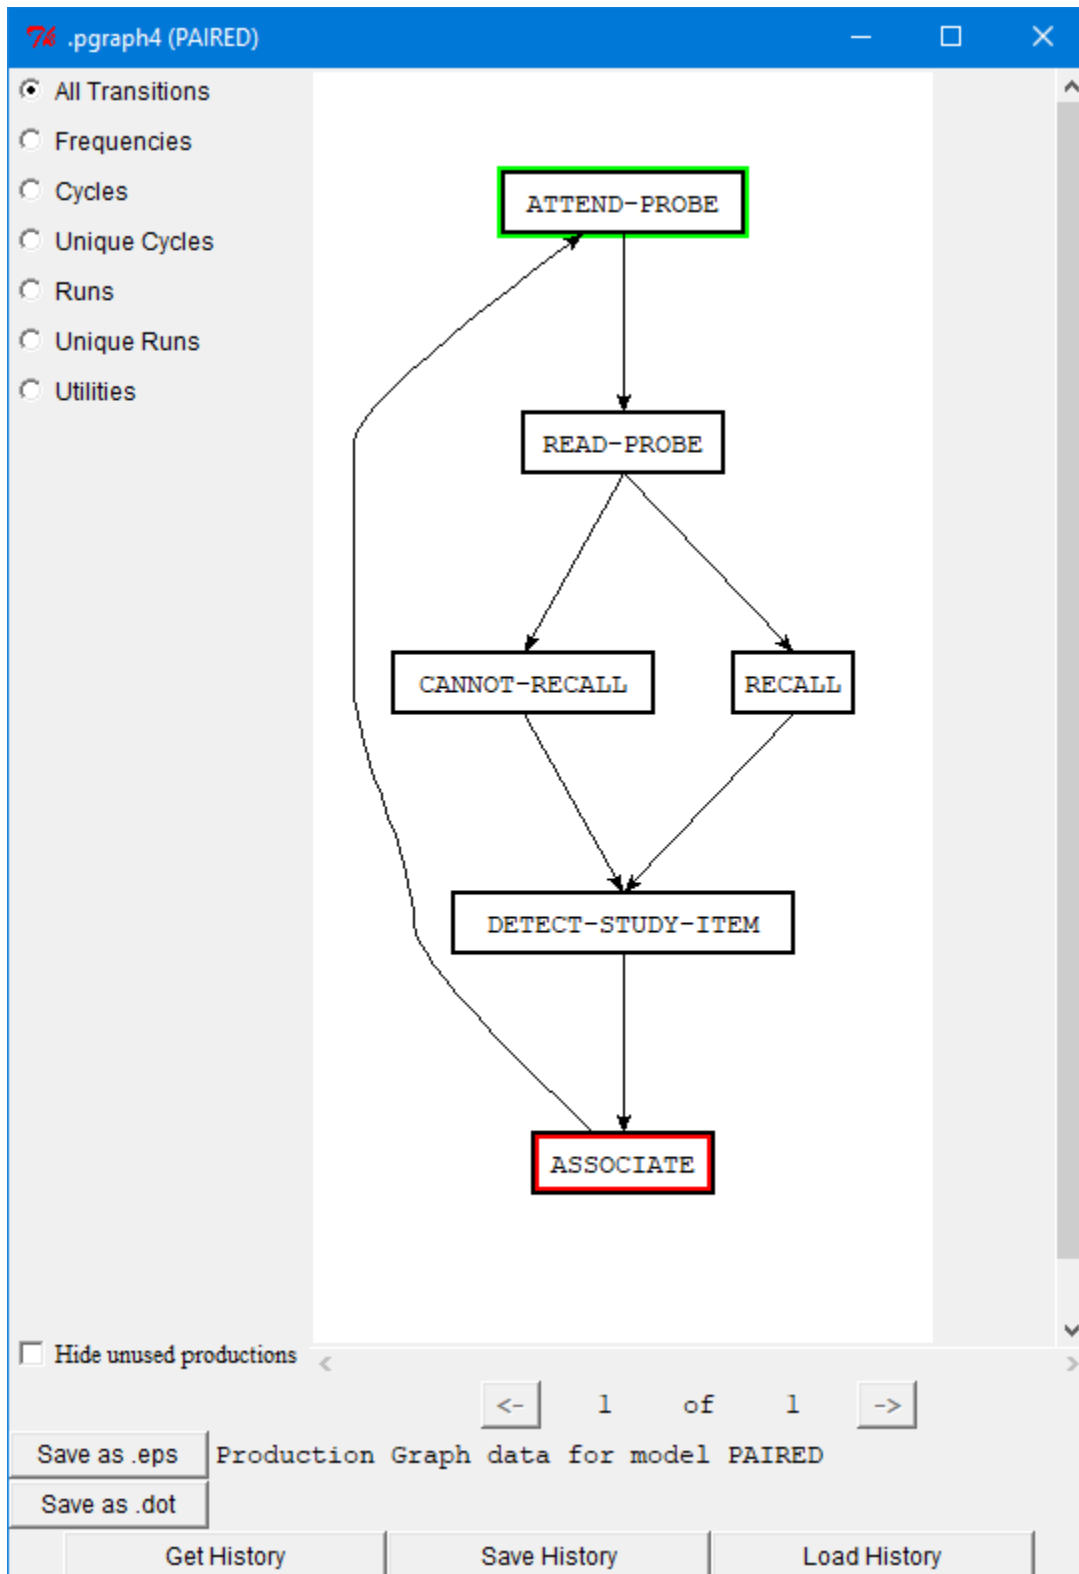 .pgraph4 (PAIRED)
All Transitions
Frequencies
Cycles
Unique Cycles
Runs
Unique Runs
Utilities
ATTEND-PROBE
READ-PROBE
CANNOT-RECALL RECALL
DETECT-STUDY-ITEM
ASSOCIATE
Hide unused productions
<- 1 of 1 ->
Save as .eps Production Graph data for model PAIRED
Save as .dot
Get History Save History Load History